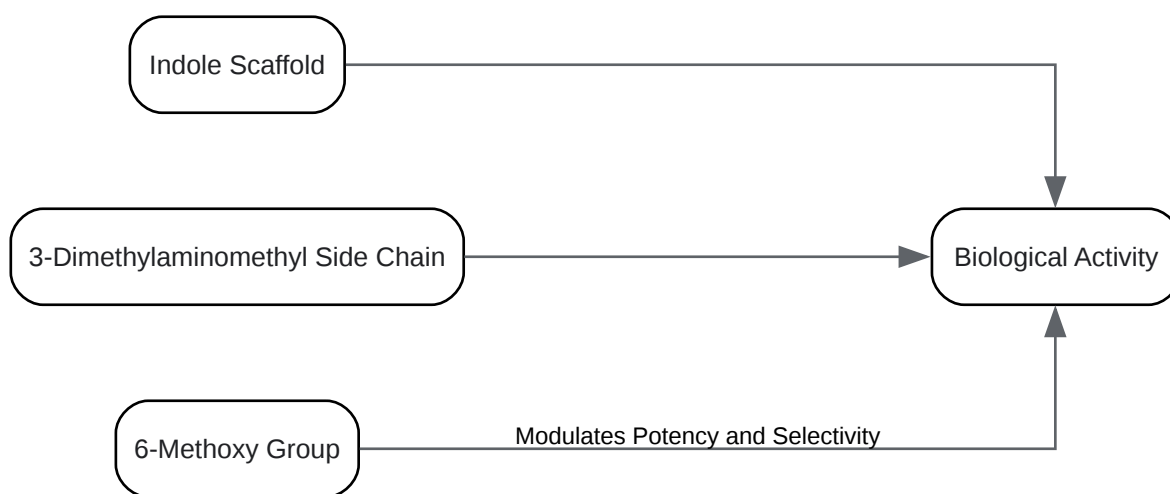 Indole Scaffold
3-Dimethylaminomethyl Side Chain
Biological Activity
6-Methoxy Group
Modulates Potency and Selectivity